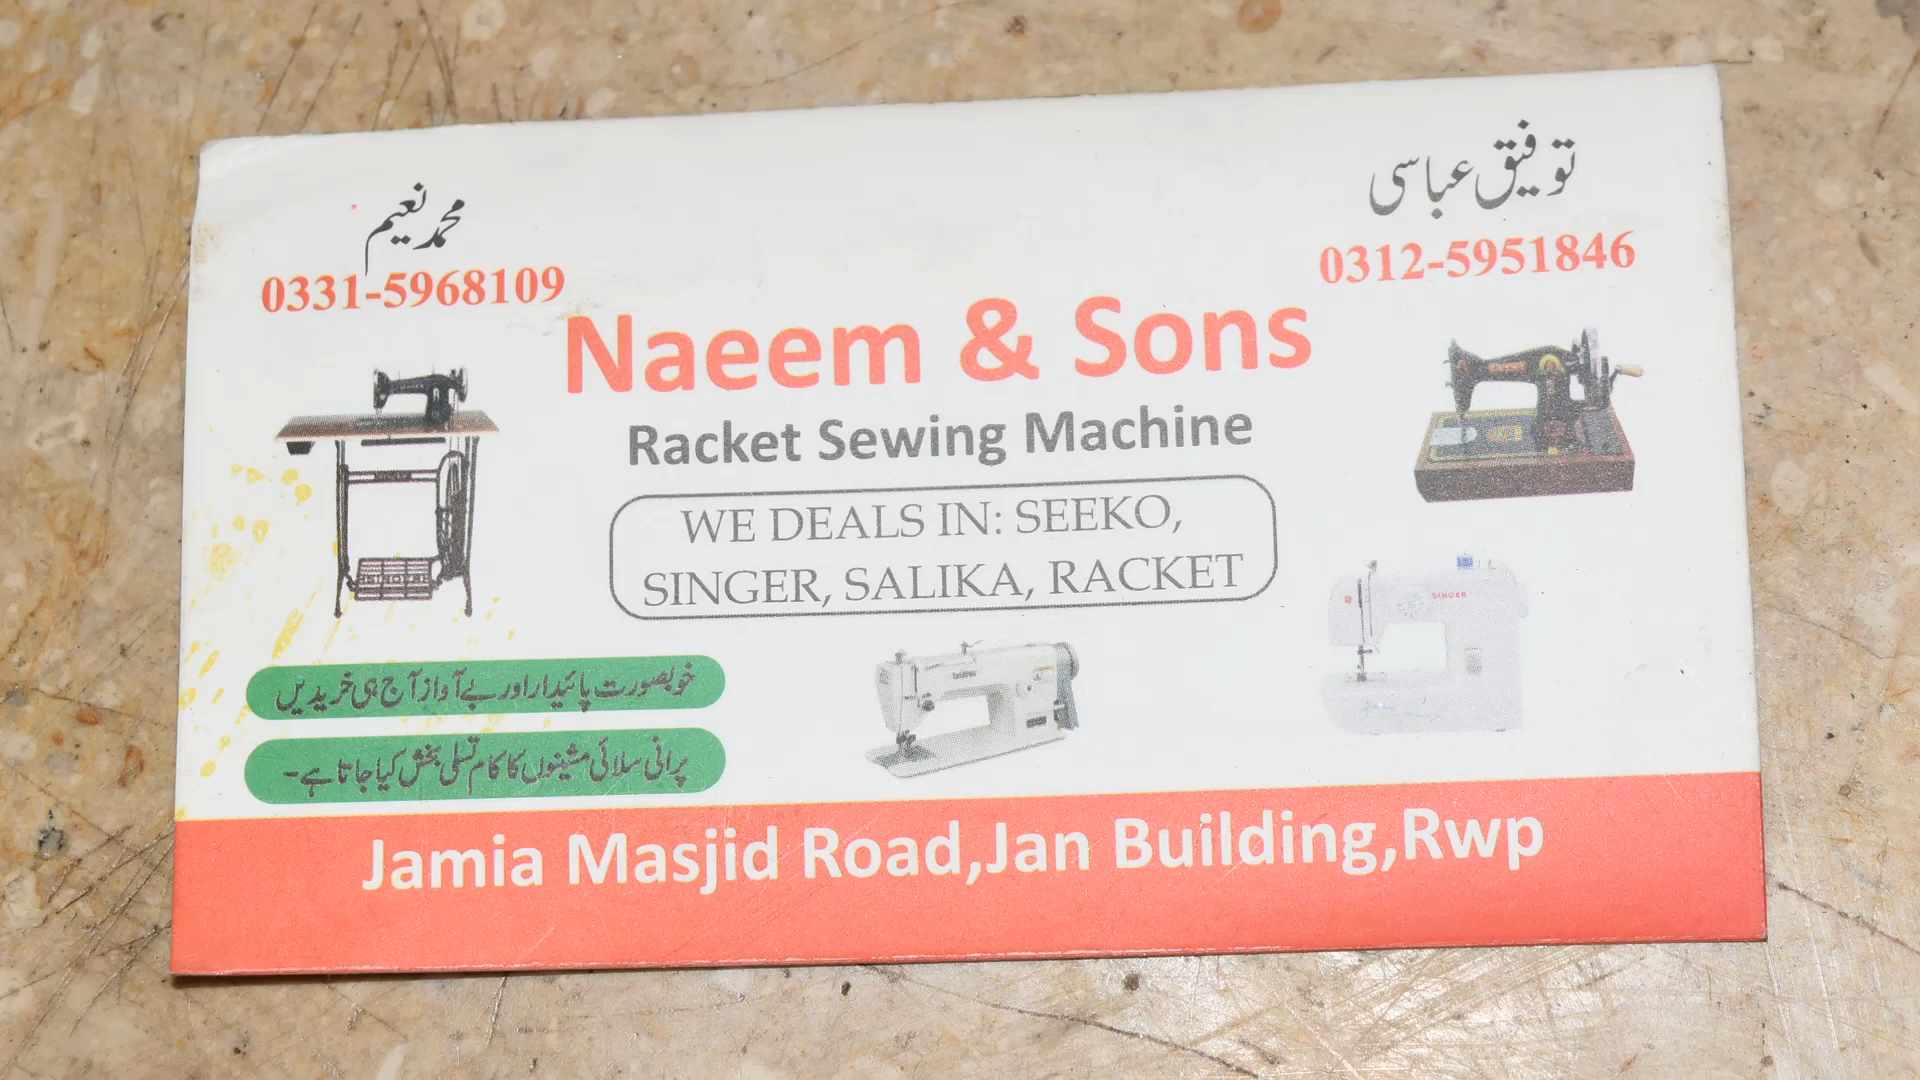 محمد نعیم
0331-5968109
توفیق عباسی
0312-5951846
Naeem & Sons
Racket Sewing Machine
WE DEALS IN: SEEKO,
SINGER, SALIKA, RACKET
SINGER
خوبصورت پائیدار اور بے آواز آج ہی خریدیں
پرانی سلائی مشینوں کا کام تسلی بخش کیا جاتا ہے۔
Jamia Masjid Road,Jan Building,Rwp